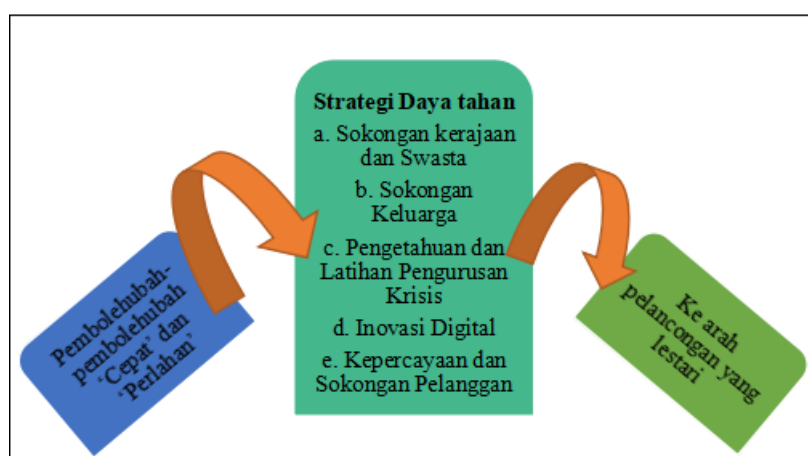 Pembolehubah-
pembolehubah
‘Cepat’ dan
‘Perlahan’
Strategi Daya tahan
a. Sokongan kerajaan
dan Swasta
b. Sokongan
Keluarga
c. Pengetahuan dan
Latihan Pengurusan
Krisis
d. Inovasi Digital
e. Kepercayaan dan
Sokongan Pelanggan
Ke arah
pelancongan yang
lestari